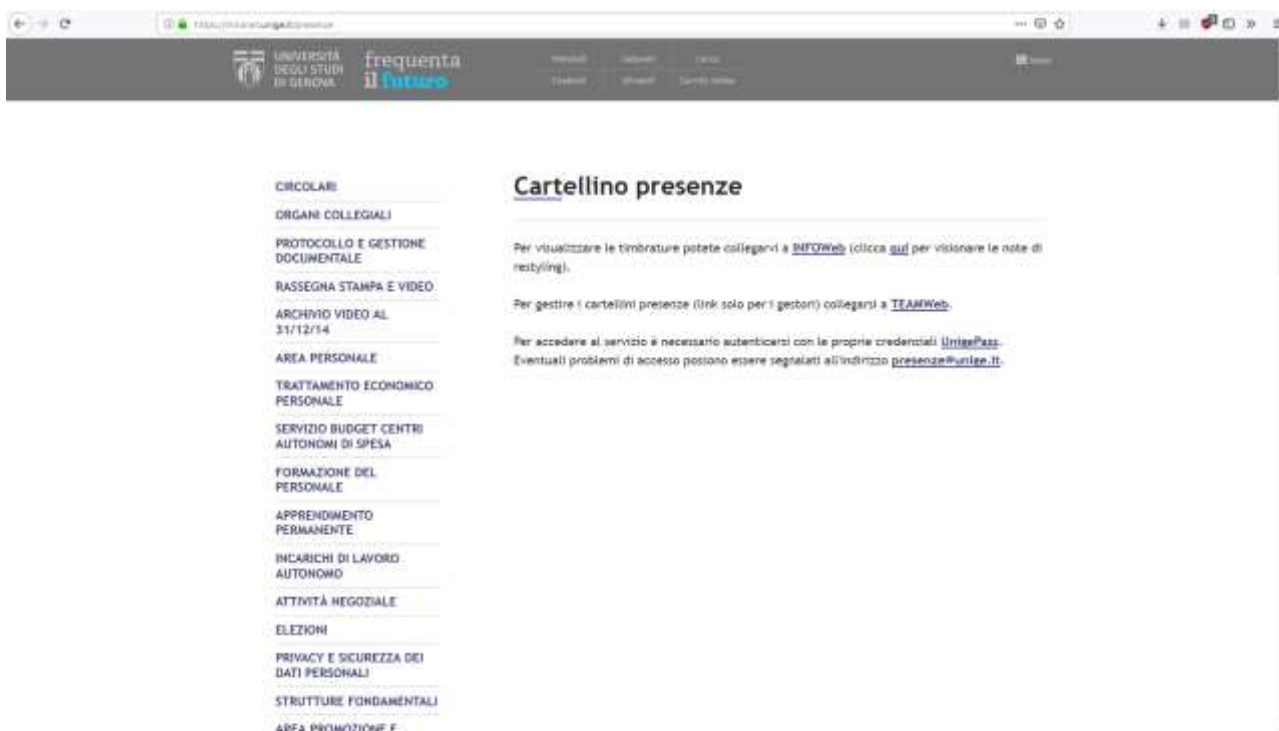 UNIVERSITÀ
DEGLI STUDI
DI GENOVA
frequenta
il futuro
CIRCOLARI
ORGANI COLLEGIALI
PROTOCOLLO E GESTIONE
DOCUMENTALE
RASSEGNA STAMPA E VIDEO
ARCHIVIO VIDEO AL
31/12/14
AREA PERSONALE
TRATTAMENTO ECONOMICO
PERSONALE
SERVIZIO BUDGET CENTRI
AUTONOMI DI SPESA
FORMAZIONE DEL
PERSONALE
APPRENDIMENTO
PERMANENTE
INCARICHI DI LAVORO
AUTONOMO
ATTIVITÀ NEGOZIALE
ELEZIONI
PRIVACY E SICUREZZA DEI
DATI PERSONALI
STRUTTURE FONDAMENTALI
AREA PROMOZIONE E
Cartellino presenze
Per visualizzare le timbrature potete collegarvi a INFOWeb (clicca qui per visionare le note di
restyling).
Per gestire i cartellini presenze (link solo per i gestori) collegarsi a TEAMWeb.
Per accedere al servizio è necessario autenticarsi con le proprie credenziali UnigePass.
Eventuali problemi di accesso possono essere segnalati all'indirizzo presenze@unige.it.